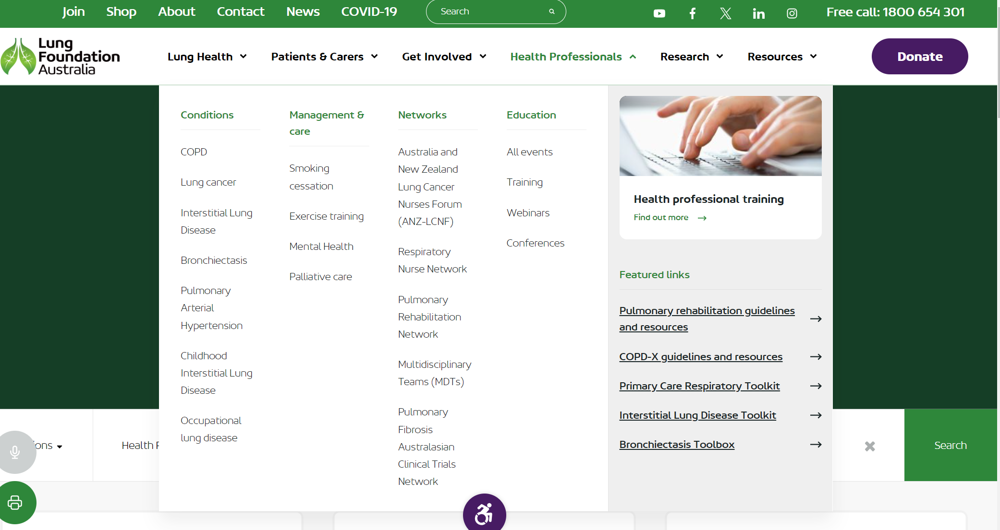 Join Shop About Contact News COVID-19 Search Free call: 1800 654 301
Lung
Foundation
Australia
Lung Health Patients & Carers Get Involved Health Professionals Research Resources Donate
Conditions
COPD
Lung cancer
Interstitial Lung
Disease
Bronchiectasis
Pulmonary
Arterial
Hypertension
Childhood
Interstitial Lung
Disease
Occupational
lung disease
Management &
care
Smoking
cessation
Exercise training
Mental Health
Palliative care
Networks
Australia and
New Zealand
Lung Cancer
Nurses Forum
(ANZ-LCNF)
Respiratory
Nurse Network
Pulmonary
Rehabilitation
Network
Multidisciplinary
Teams (MDTs)
Pulmonary
Fibrosis
Australasian
Clinical Trials
Network
Education
All events
Training
Webinars
Conferences
Health professional training
Find out more
Featured links
Pulmonary rehabilitation guidelines
and resources
COPD-X guidelines and resources
Primary Care Respiratory Toolkit
Interstitial Lung Disease Toolkit
Bronchiectasis Toolbox
Health
Search